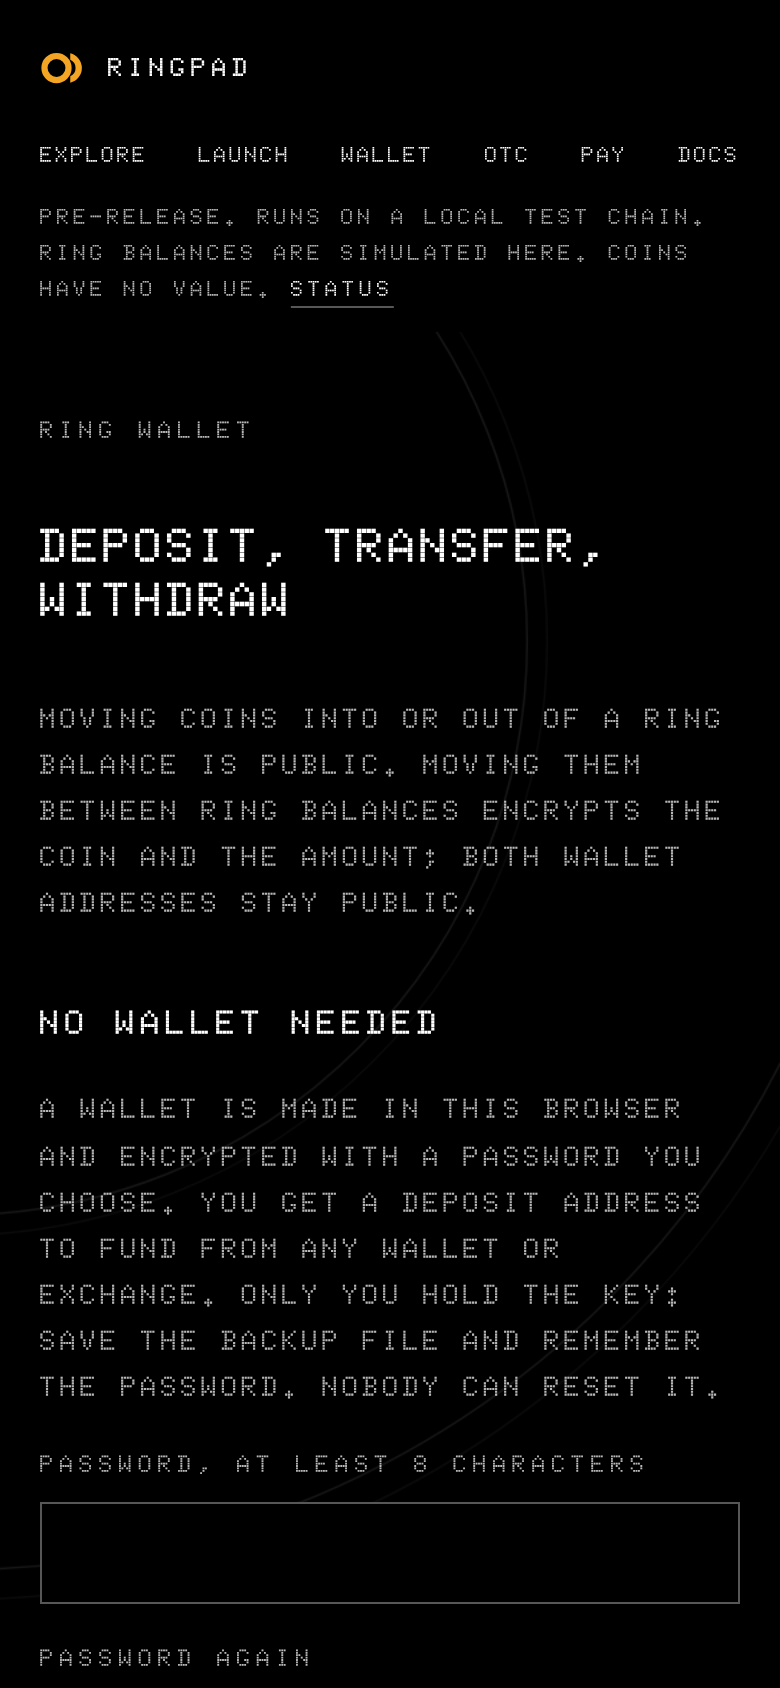 RINGPAD
EXPLORE LAUNCH WALLET OTC PAY DOCS
PRE-RELEASE. RUNS ON A LOCAL TEST CHAIN.
RING BALANCES ARE SIMULATED HERE. COINS
HAVE NO VALUE. STATUS
RING WALLET
DEPOSIT, TRANSFER,
WITHDRAW
MOVING COINS INTO OR OUT OF A RING
BALANCE IS PUBLIC. MOVING THEM
BETWEEN RING BALANCES ENCRYPTS THE
COIN AND THE AMOUNT; BOTH WALLET
ADDRESSES STAY PUBLIC.
NO WALLET NEEDED
A WALLET IS MADE IN THIS BROWSER
AND ENCRYPTED WITH A PASSWORD YOU
CHOOSE. YOU GET A DEPOSIT ADDRESS
TO FUND FROM ANY WALLET OR
EXCHANGE. ONLY YOU HOLD THE KEY:
SAVE THE BACKUP FILE AND REMEMBER
THE PASSWORD. NOBODY CAN RESET IT.
PASSWORD, AT LEAST 8 CHARACTERS
PASSWORD AGAIN